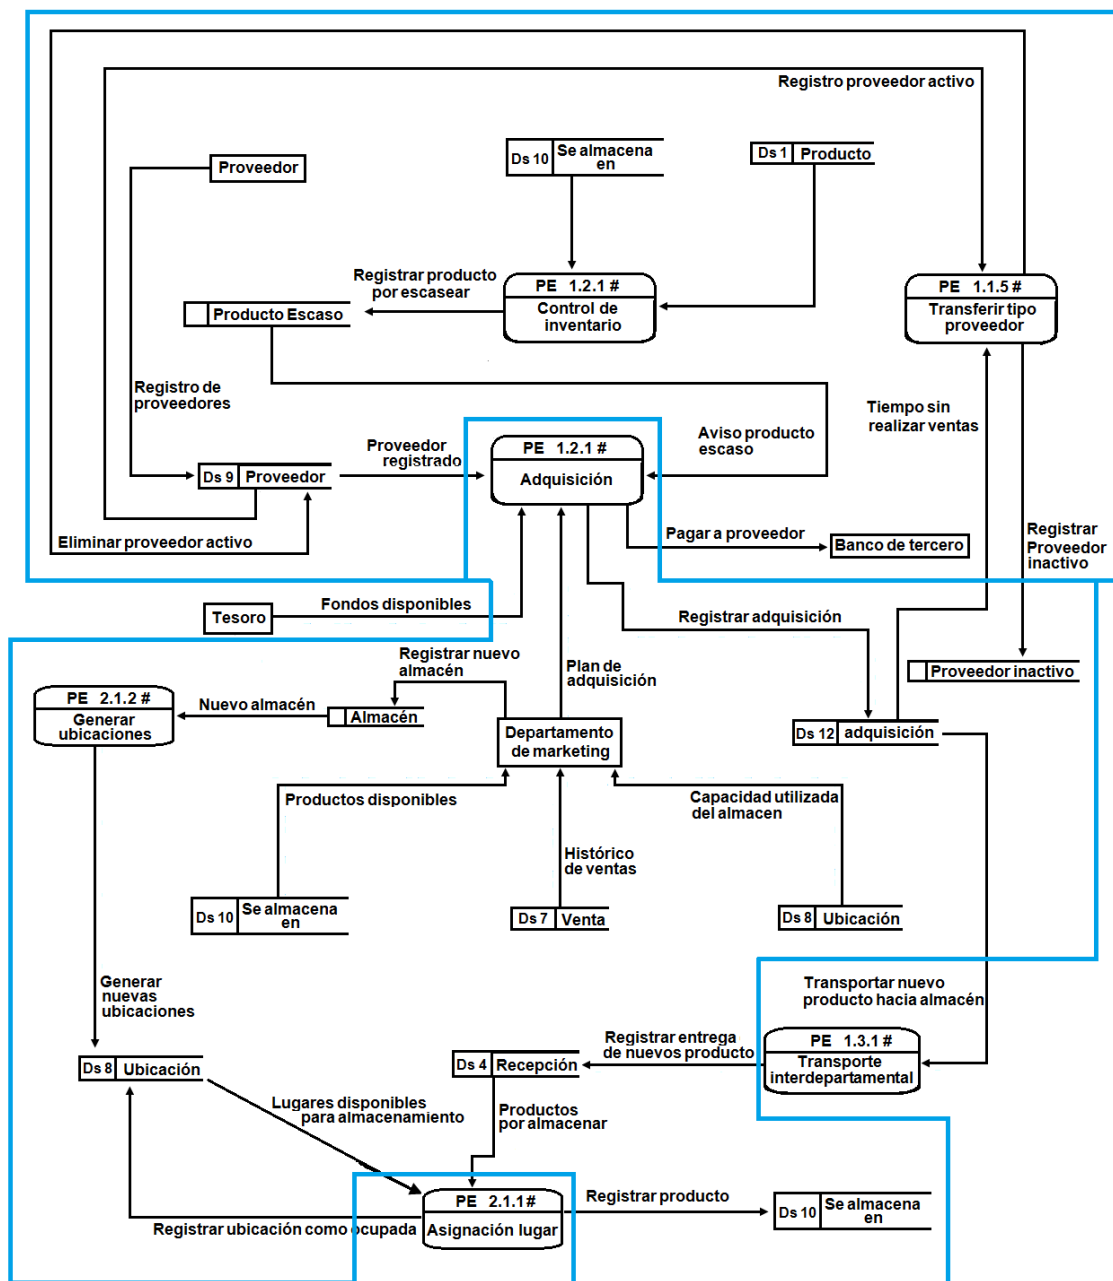 Registro proveedor activo
Proveedor
Ds 10
Se almacena
en
Ds 1
Producto
Registrar producto
por escasear
PE 1.2.1 #
Control de
inventario
PE 1.1.5 #
Transferir tipo
proveedor
Producto Escaso
Registro de
proveedores
Tiempo sin
realizar ventas
Proveedor
registrado
PE 1.2.1 #
Adquisición
Aviso producto
escaso
Ds 9
Proveedor
Eliminar proveedor activo
Pagar a proveedor
Banco de tercero
Registrar
Proveedor
inactivo
Tesoro
Fondos disponibles
Registrar adquisición
Registrar nuevo
almacén
Plan de
adquisición
Proveedor inactivo
PE 2.1.2 #
Generar
ubicaciones
Nuevo almacén
Almacén
Departamento
de marketing
Ds 12
adquisición
Productos disponibles
Capacidad utilizada
del almacen
Histórico
de ventas
Ds 10
Se almacena
en
Ds 7
Venta
Ds 8
Ubicación
Generar
nuevas
ubicaciones
Transportar nuevo
producto hacia almacén
Registrar entrega
de nuevos producto
PE 1.3.1 #
Transporte
interdepartamental
Ds 8
Ubicación
Ds 4
Recepción
Lugares disponibles
para almacenamiento
Productos
por almacenar
PE 2.1.1#
Asignación lugar
Registrar producto
Ds 10
Se almacena
en
Registrar ubicación como ocupada